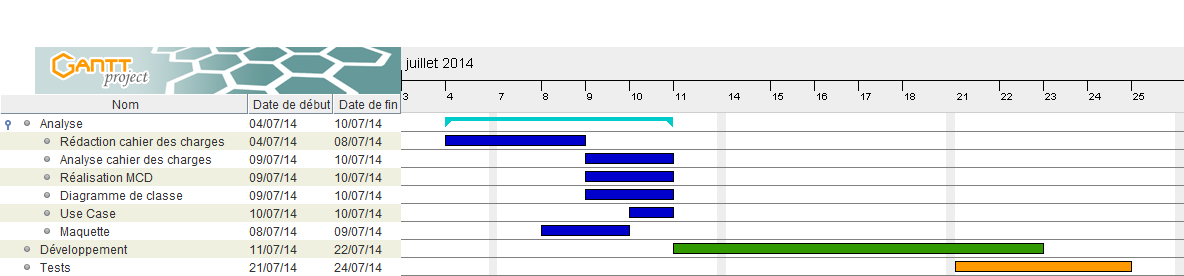 GANTT
project
juillet 2014
3 4 7 8 9 10 11 14 15 16 17 18 21 22 23 24 25
Nom Date de début Date de fin
Analyse 04/07/14 10/07/14
Rédaction cahier des charges 04/07/14 08/07/14
Analyse cahier des charges 09/07/14 10/07/14
Réalisation MCD 09/07/14 10/07/14
Diagramme de classe 09/07/14 10/07/14
Use Case 10/07/14 10/07/14
Maquette 08/07/14 09/07/14
Développement 11/07/14 22/07/14
Tests 21/07/14 24/07/14